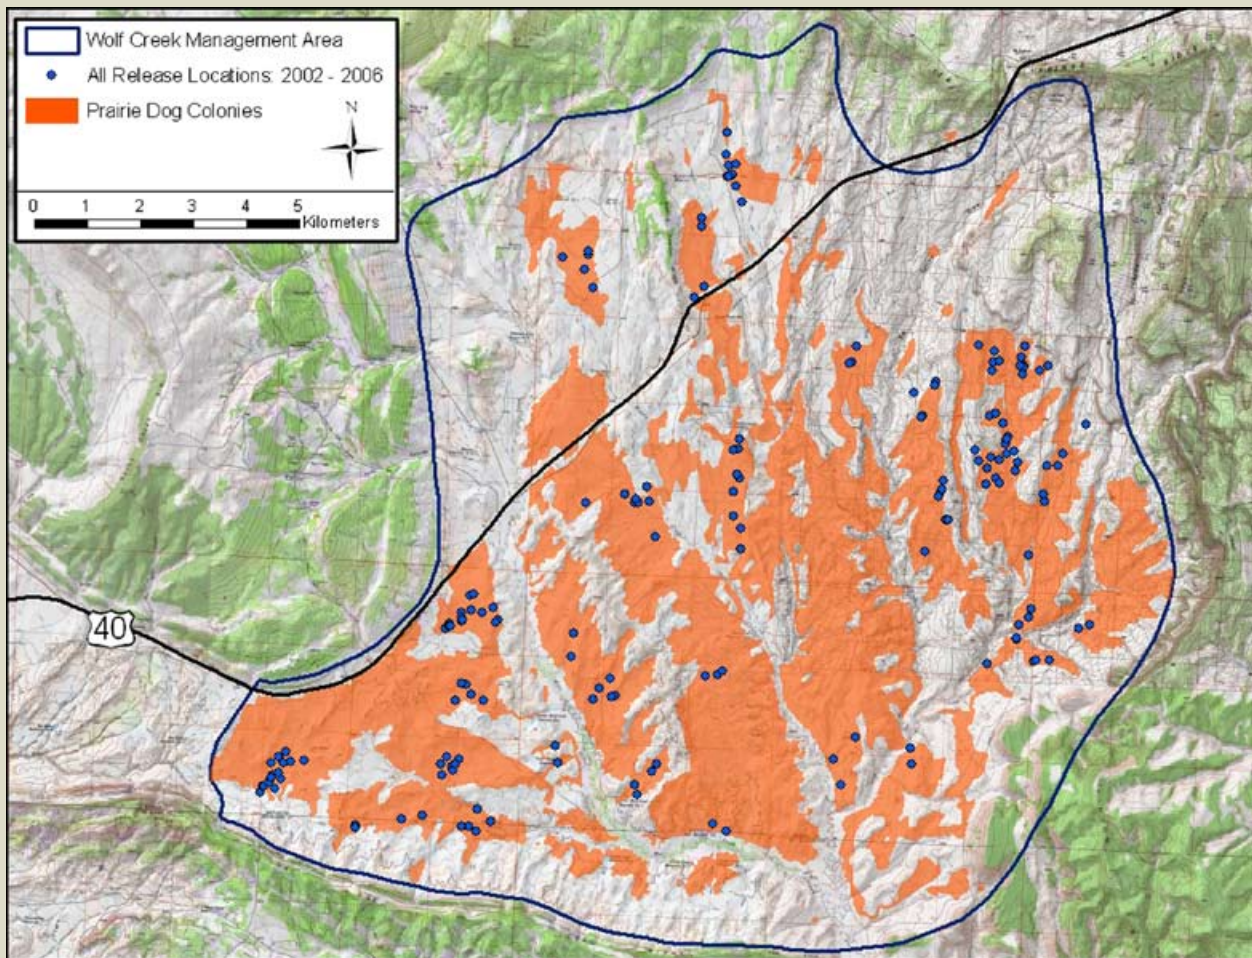 Wolf Creek Management Area
All Release Locations: 2002 - 2006
Prairie Dog Colonies
N
0 1 2 3 4 5
Kilometers
40